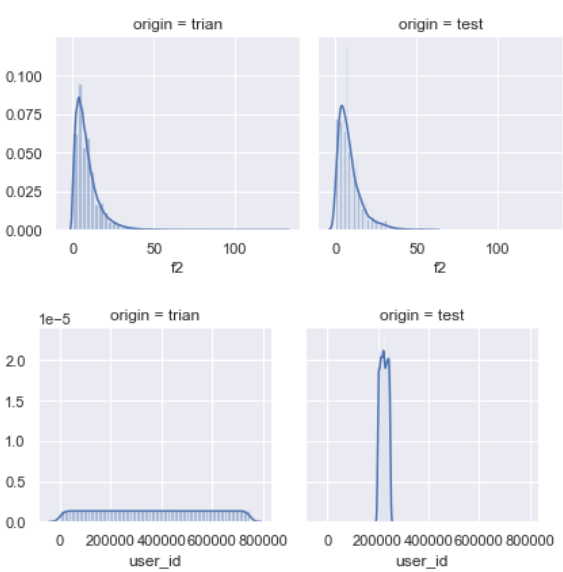 origin = trian origin = test
0.100
0.075
0.050
0.025
0.000
0 50 100 0 50 100
f2 f2
1e−5 origin = trian origin = test
2.0
1.5
1.0
0.5
0.0
0 200000 400000 600000 800000 0 200000 400000 600000 800000
user_id user_id